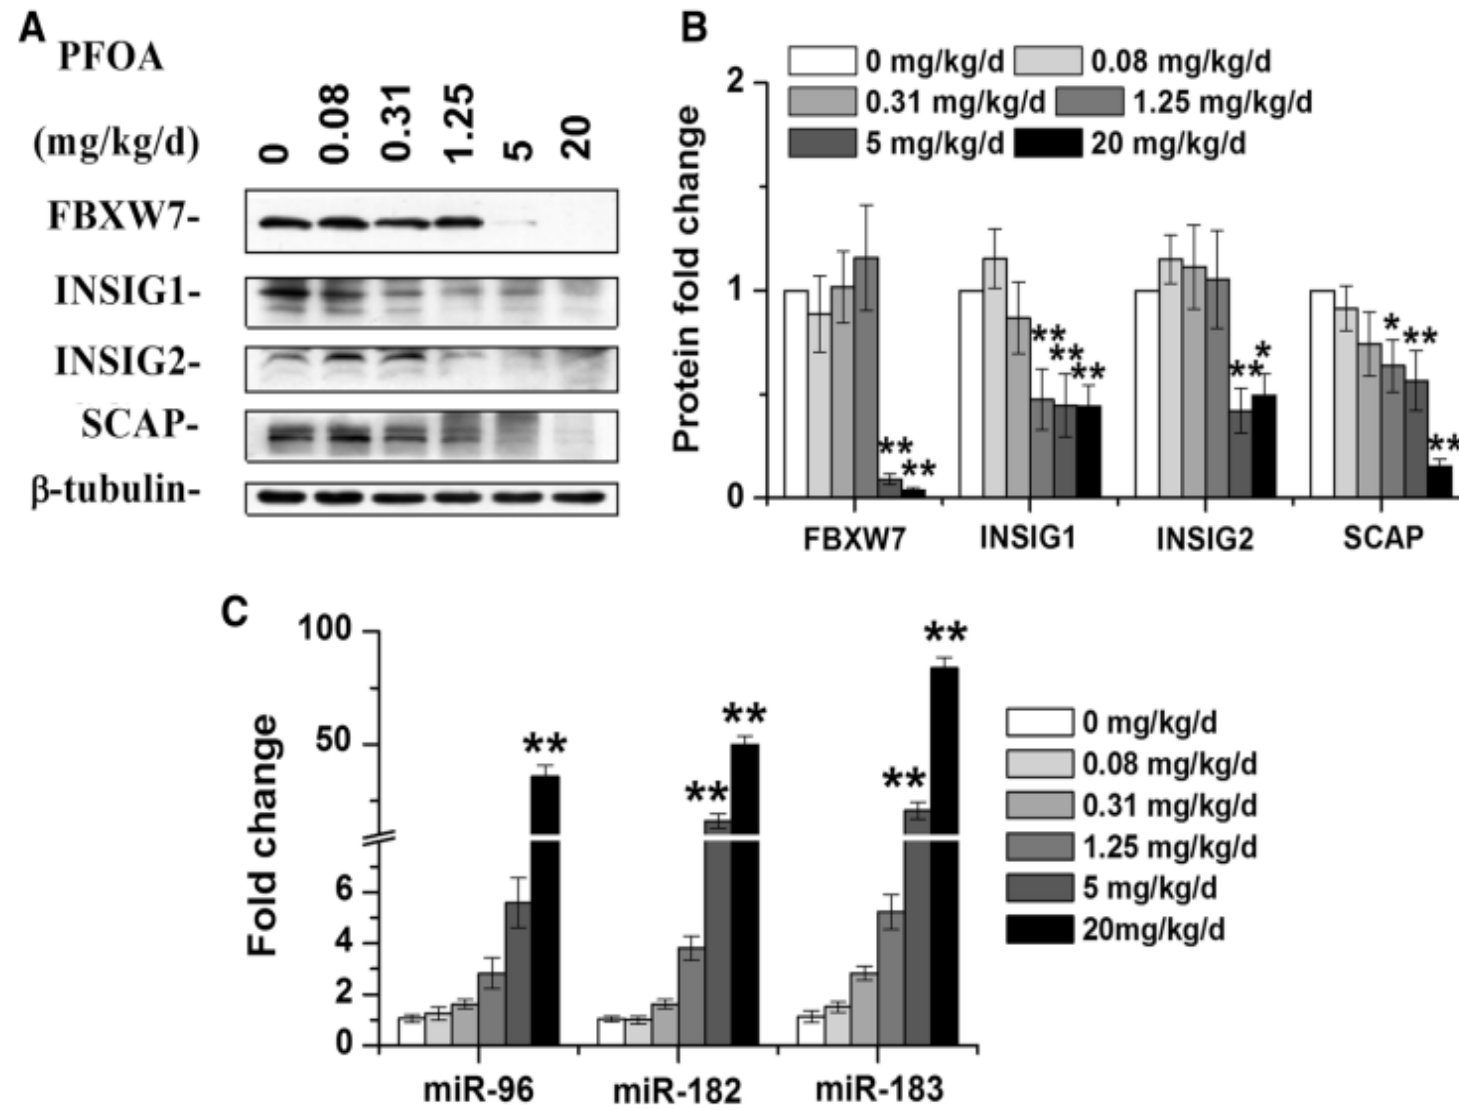 A
PFOA
(mg/kg/d)
0 0.08 0.31 1.25 5 20
FBXW7-
INSIG1-
INSIG2-
SCAP-
β-tubulin-
B
0 mg/kg/d 0.08 mg/kg/d
0.31 mg/kg/d 1.25 mg/kg/d
5 mg/kg/d 20 mg/kg/d
Protein fold change
2
1
0
** **
** ** **
** *
* ** **
FBXW7 INSIG1 INSIG2 SCAP
C
Fold change
100
50
6
4
2
0
**
** **
** **
miR-96 miR-182 miR-183
0 mg/kg/d
0.08 mg/kg/d
0.31 mg/kg/d
1.25 mg/kg/d
5 mg/kg/d
20mg/kg/d